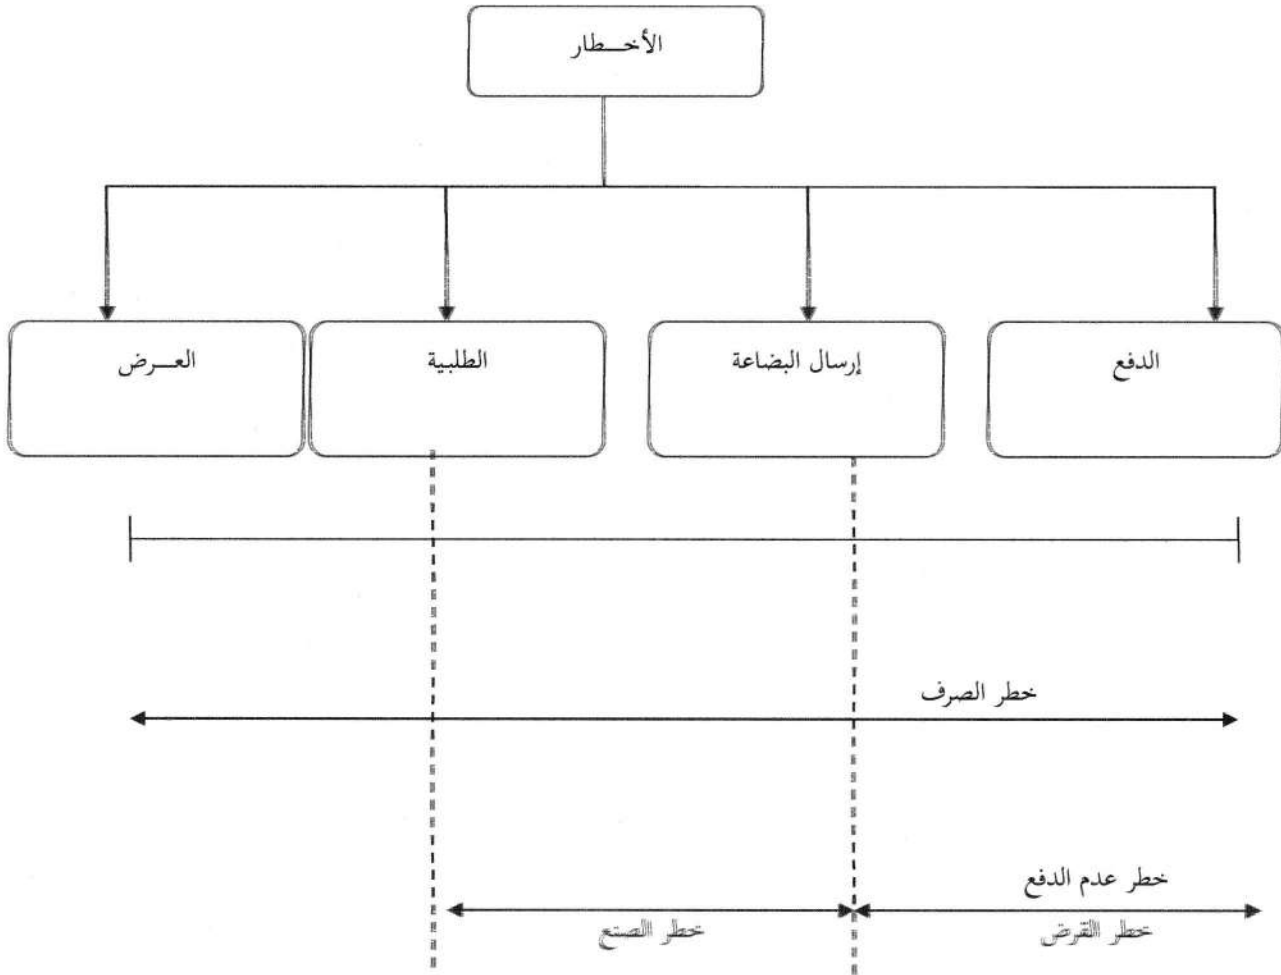 الأخـــطار
الدفع
إرسال البضاعة
الطلبية
العـــرض
خطر الصرف
خطر عدم الدفع
خطر القرض
خطر الصنع